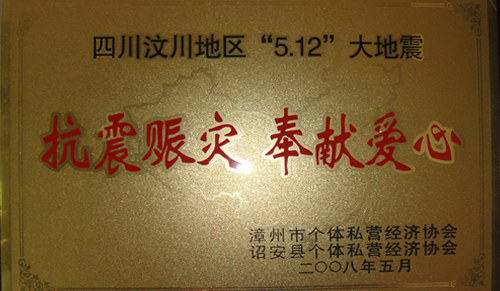 四川汶川地区“5.12”大地震
抗震赈灾 奉献爱心
漳州市个体私营经济协会
诏安县个体私营经济协会
二〇〇八年五月